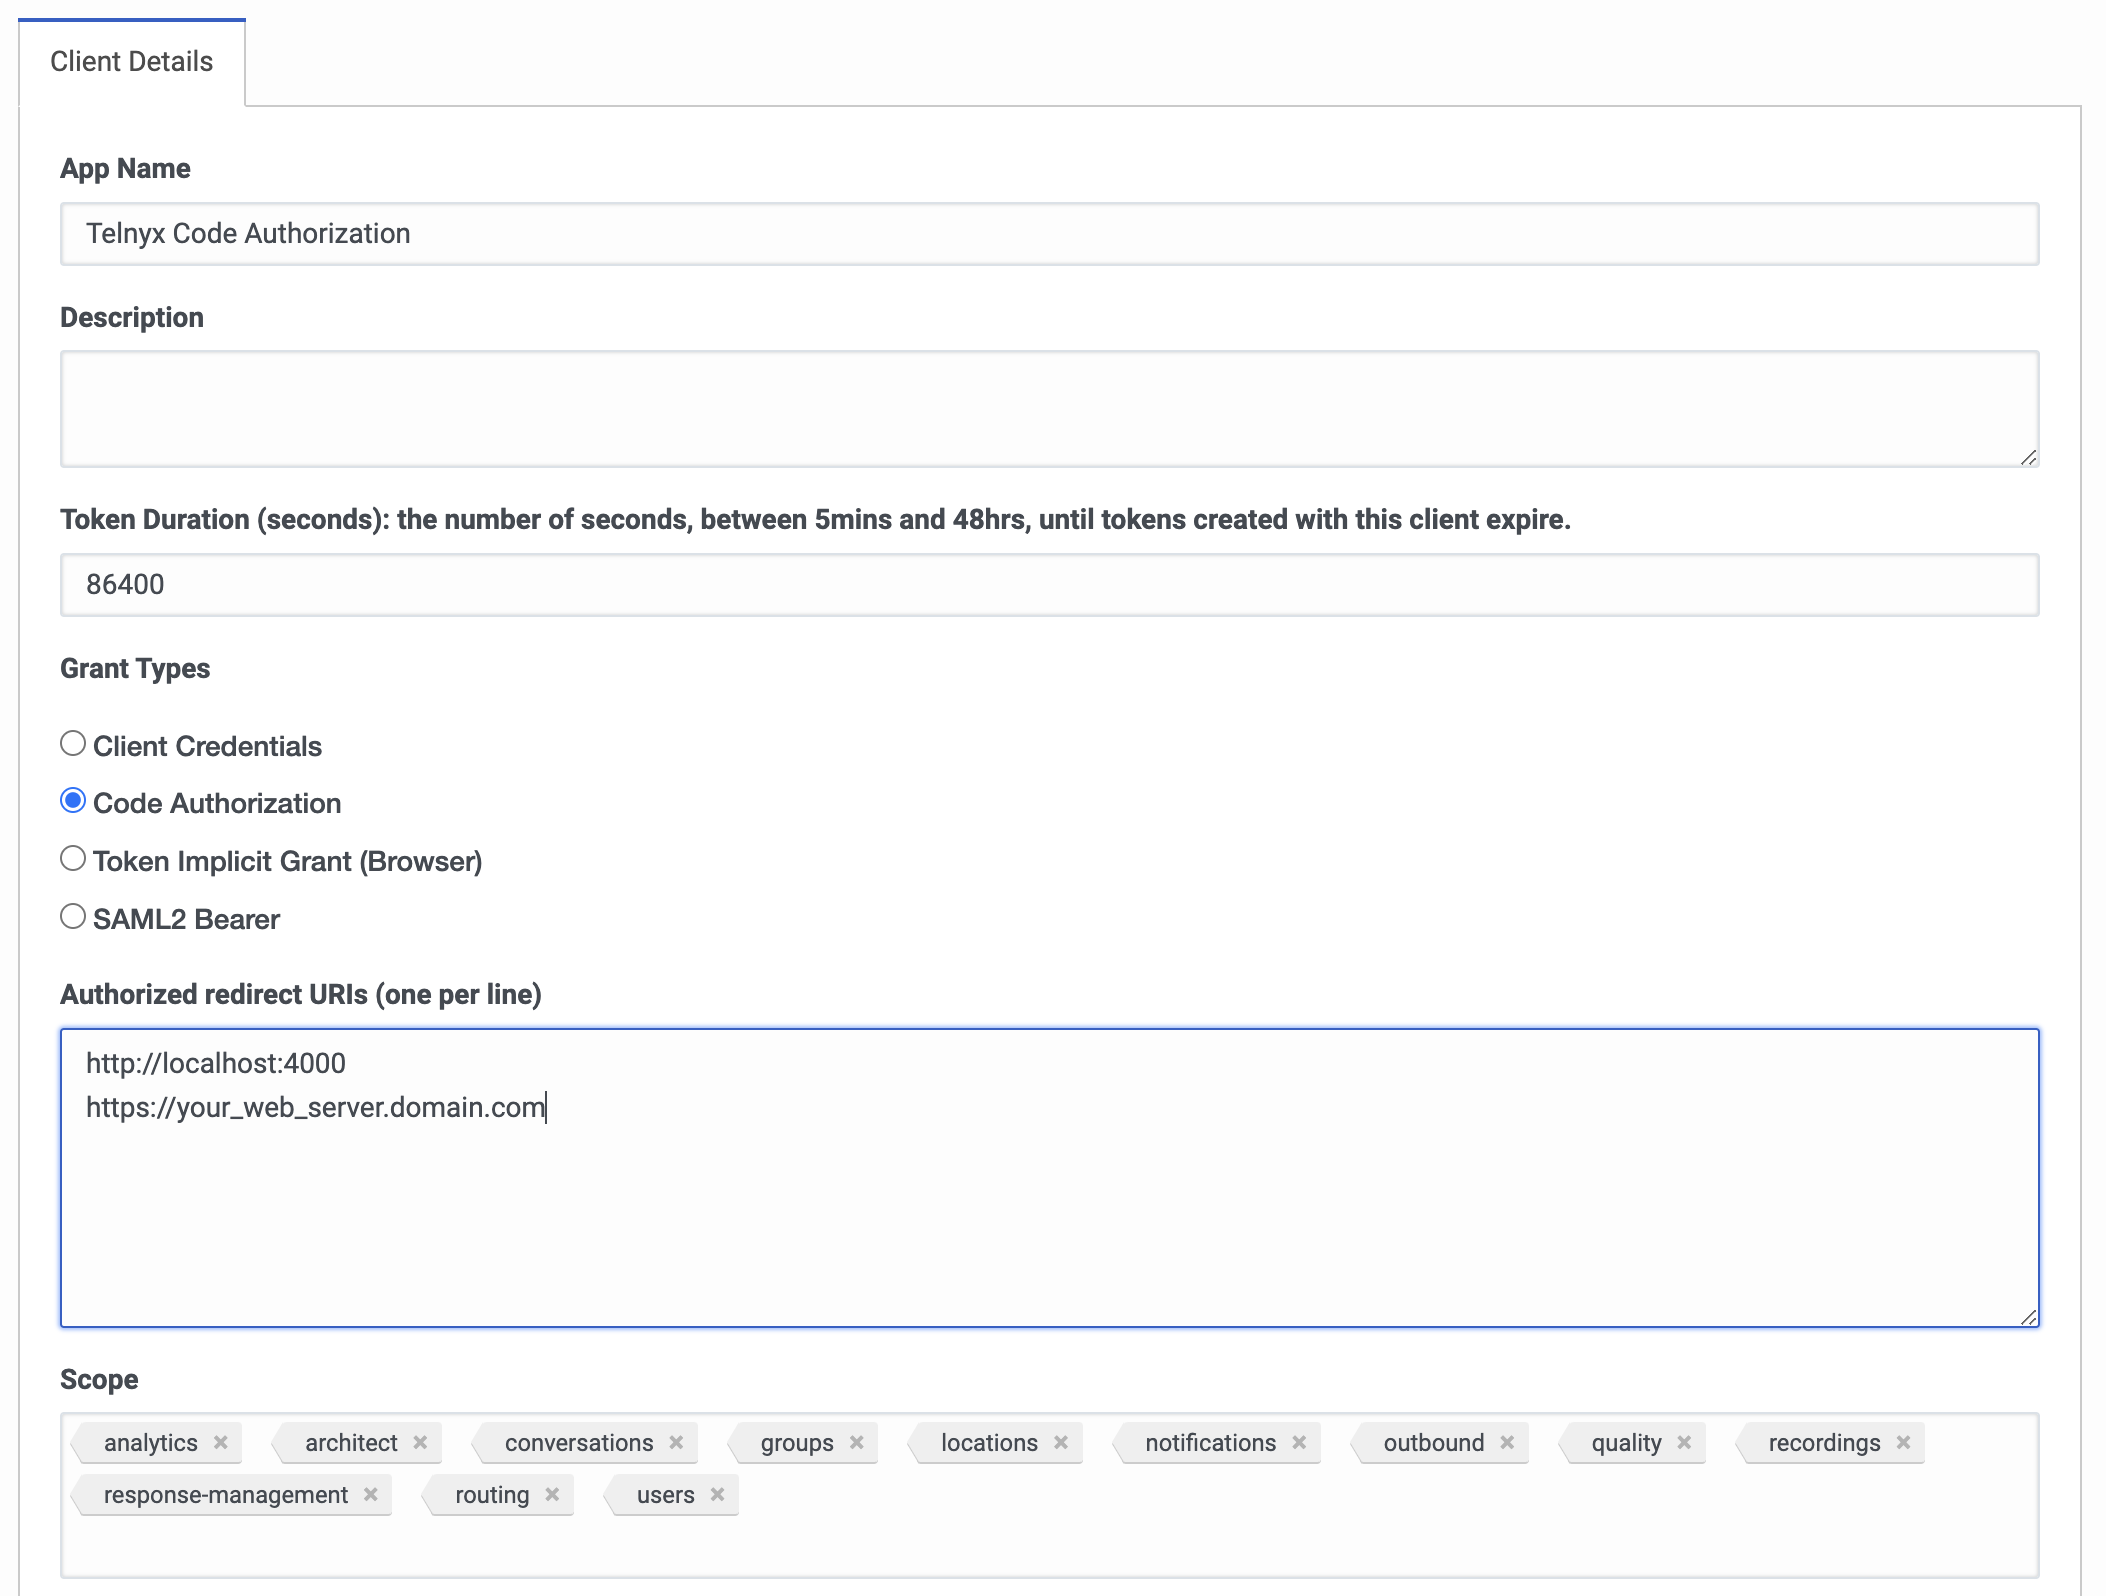 Client Details
App Name
Telnyx Code Authorization
Description
Token Duration (seconds): the number of seconds, between 5mins and 48hrs, until tokens created with this client expire.
86400
Grant Types
Client Credentials
Code Authorization
Token Implicit Grant (Browser)
SAML2 Bearer
Authorized redirect URIs (one per line)
http://localhost:4000
https://your_web_server.domain.com
Scope
analytics × architect × conversations × groups × locations × notifications × outbound × quality × recordings ×
response-management × routing × users ×